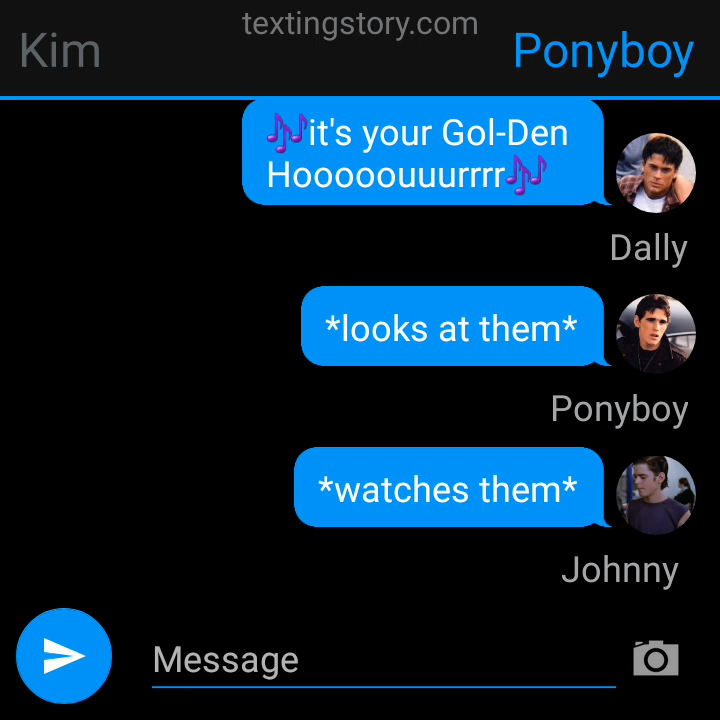 textingstory.com
Kim
Ponyboy
🎶it's your Gol-Den
Hooooouuurrrr🎶
Dally
*looks at them*
Ponyboy
*watches them*
Johnny
Message